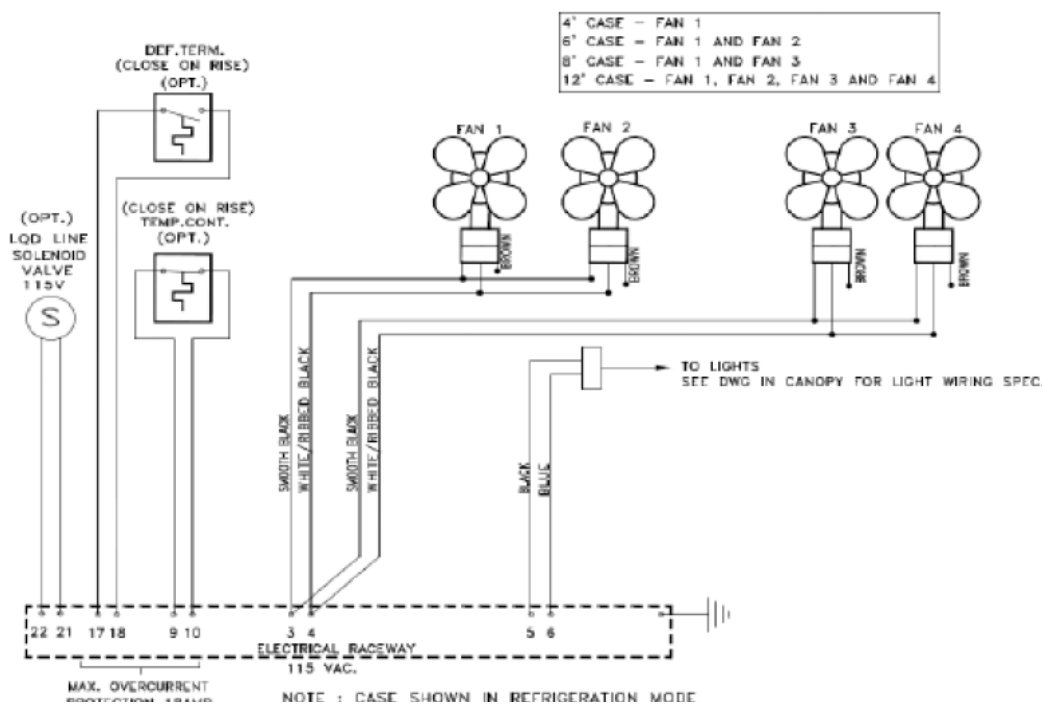 4' CASE - FAN 1
6' CASE - FAN 1 AND FAN 2
8' CASE - FAN 1 AND FAN 3
12' CASE - FAN 1, FAN 2, FAN 3 AND FAN 4
DEF.TERM.
(CLOSE ON RISE)
(OPT.)
FAN 1
FAN 2
FAN 3
FAN 4
(OPT.)
LQD LINE
SOLENOID
VALVE
115V
S
(CLOSE ON RISE)
TEMP.CONT.
(OPT.)
BROWN
BROWN
BROWN
BROWN
TO LIGHTS
SEE DWG IN CANOPY FOR LIGHT WIRING SPEC.
SMOOTH BLACK
WHITE/RIBBED BLACK
SMOOTH BLACK
WHITE/RIBBED BLACK
BLACK
BLUE
22 21 17 18 9 10 3 4 5 6
ELECTRICAL RACEWAY
115 VAC.
MAX. OVERCURRENT
PROTECTION
NOTE : CASE SHOWN IN REFRIGERATION MODE